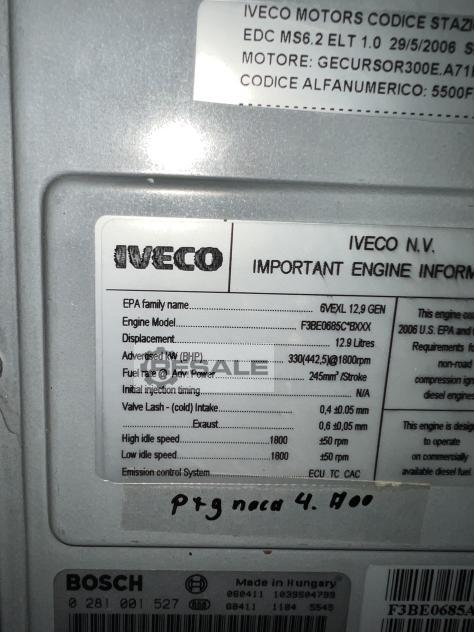 IVECO MOTORS CODICE
EDC MS6.2 ELT 1.0 29/5/2006
MOTORE: GECURSOR300E.A71
CODICE ALFANUMERICO: 5500F
IVECO
IVECO N.V.
IMPORTANT ENGINE
EPA family name 6VEXL 12,9 GEN
Engine Model F3BE0685C*BXXX
Displacement 12.9 Litres
Advertised kW (BHP) 330(442,5)@1800rpm
Fuel rate @ Adv. Power 245mm³ /Stroke
Initial injection timing N/A
Valve Lash - (cold) Intake 0,4 ±0.05 mm
Exaust 0,6 ±0,05 mm
High idle speed 1800 ±50 rpm
Low idle speed 1800 ±50 rpm
Emission control System ECU TC CAC
This engine
2006 U.S. EPA and
Requirements
non-road
compression
diesel engines
This engine is
to operate
on commercially
available diesel fuel.
BOSCH
Made in Hungary
0 281 001 527
060411 1039S04799
68411 1104 5545
F3BE0685A